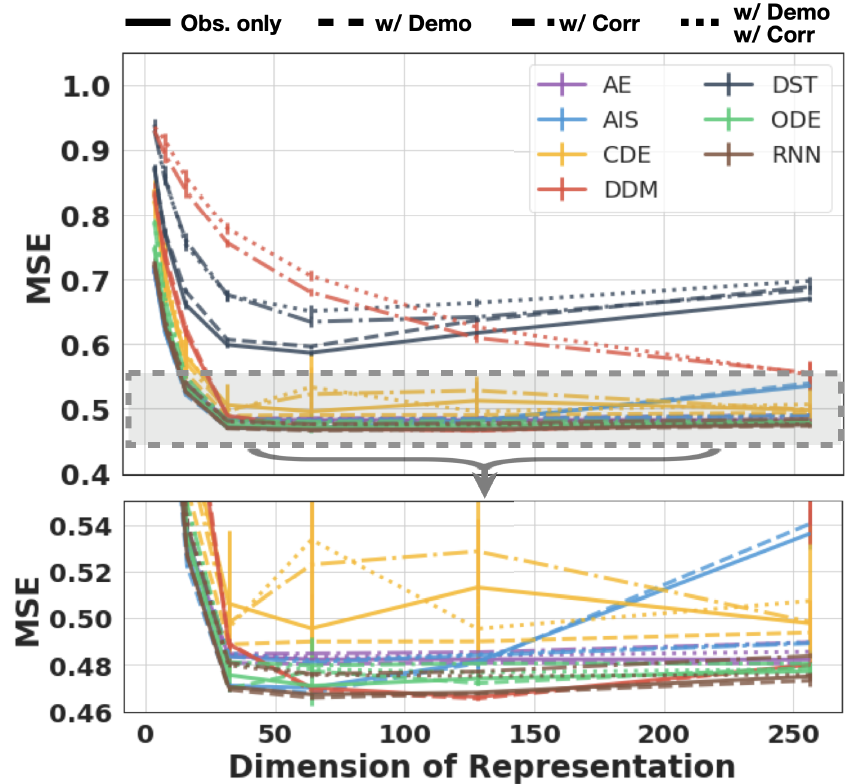 Obs. only w/ Demo w/ Corr w/ Demo
w/ Corr
AE DST
AIS ODE
CDE RNN
DDM
MSE
1.0
0.9
0.8
0.7
0.6
0.5
0.4
MSE
0.54
0.52
0.50
0.48
0.46
0 50 100 150 200 250
Dimension of Representation